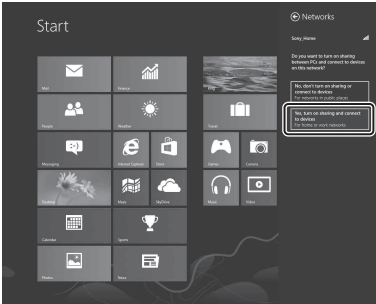 Start
Networks
Sony_Home
Do you want to turn on sharing
between PCs and connect to devices
on this network?
No, don't turn on sharing or
connect to devices
For networks in public places
Yes, turn on sharing and connect
to devices
For home or work networks
Mail
Finance
People
Weather
Travel
Messaging
Internet Explorer
Store
Games
Camera
Desktop
Maps
SkyDrive
Music
Video
Calendar
Sports
Photos
News